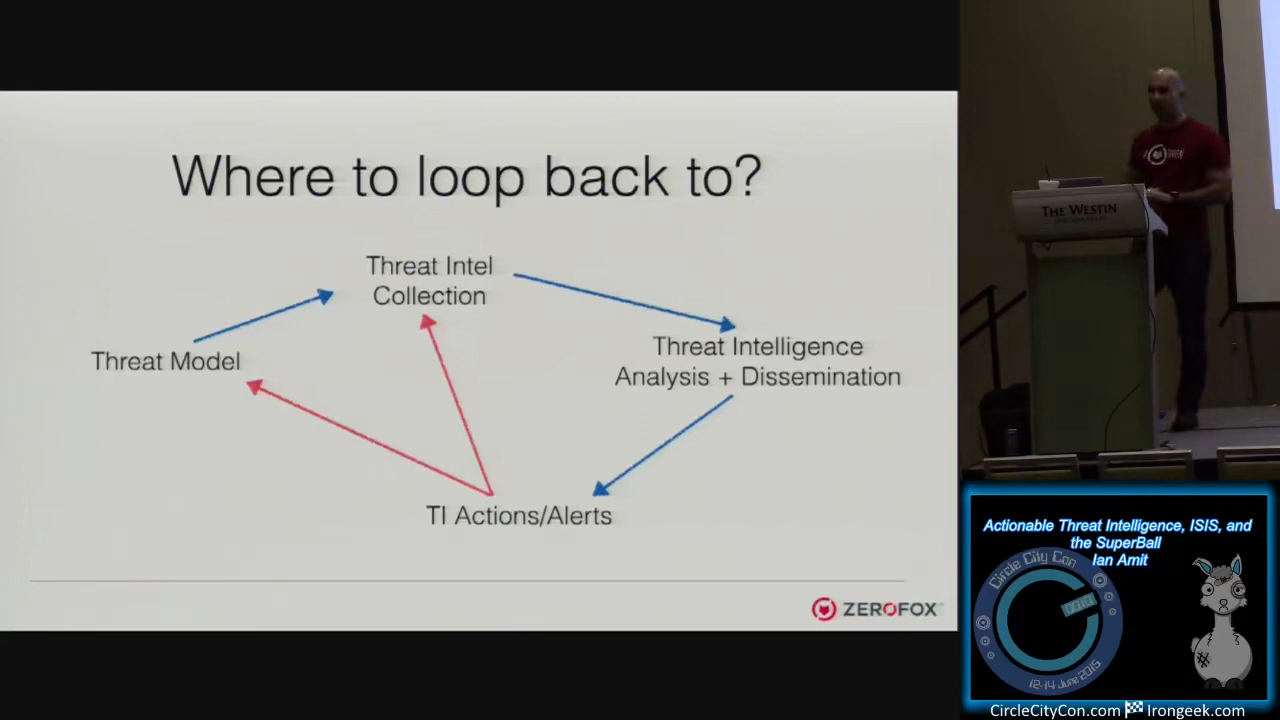 Where to loop back to?
Threat Intel
Collection
Threat Model
Threat Intelligence
Analysis + Dissemination
TI Actions/Alerts
ZEROFOX
THE WESTIN
Actionable Threat Intelligence, ISIS, and
the SuperBall
Ian Amit
Circle City Con
12-14 June 2015
CircleCityCon.com
Irongeek.com